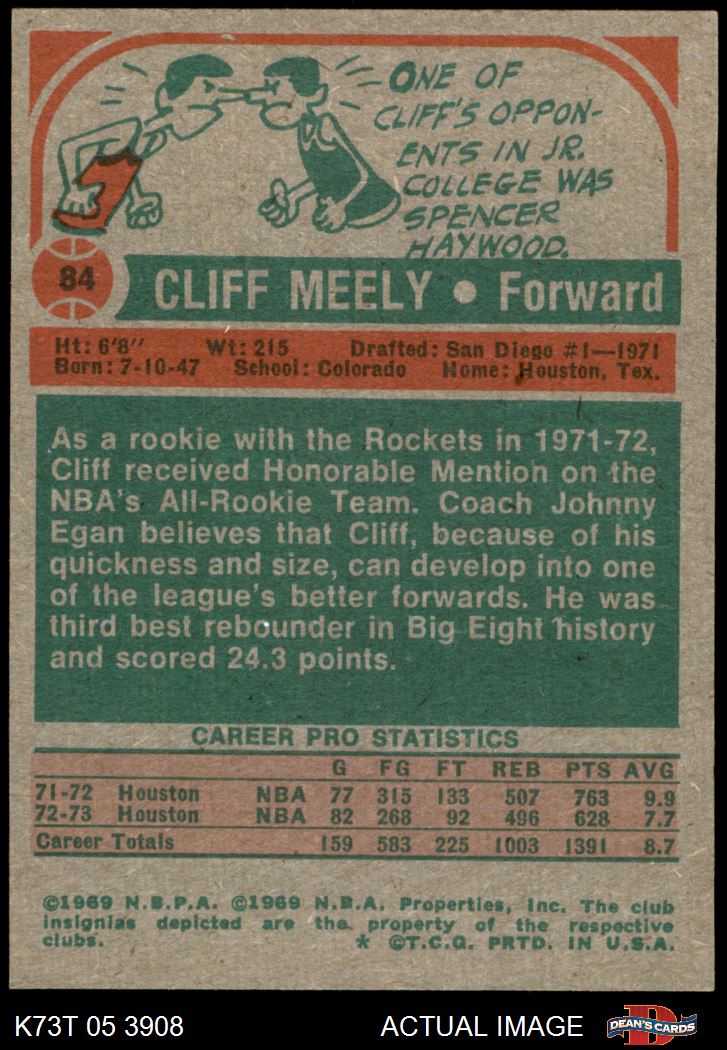 ONE OF
CLIFF'S OPPON-
ENTS IN JR.
COLLEGE WAS
SPENCER
HAYWOOD.
84
CLIFF MEELY • Forward
Ht: 6'8" Wt: 215 Drafted: San Diego #1—1971
Born: 7-10-47 School: Colorado Home: Houston, Tex.
As a rookie with the Rockets in 1971-72,
Cliff received Honorable Mention on the
NBA's All-Rookie Team. Coach Johnny
Egan believes that Cliff, because of his
quickness and size, can develop into one
of the league's better forwards. He was
third best rebounder in Big Eight history
and scored 24.3 points.
CAREER PRO STATISTICS
G FG FT REB PTS AVG
71-72 Houston NBA 77 315 133 507 763 9.9
72-73 Houston NBA 82 268 92 496 628 7.7
Career Totals 159 583 225 1003 1391 8.7
©1969 N.B.P.A. ©1969 N.B.A. Properties, Inc. The club
insignias depicted are the property of the respective
clubs. * ©T.C.G. PRTD. IN U.S.A.
K73T 05 3908 ACTUAL IMAGE D DEAN'S CARDS